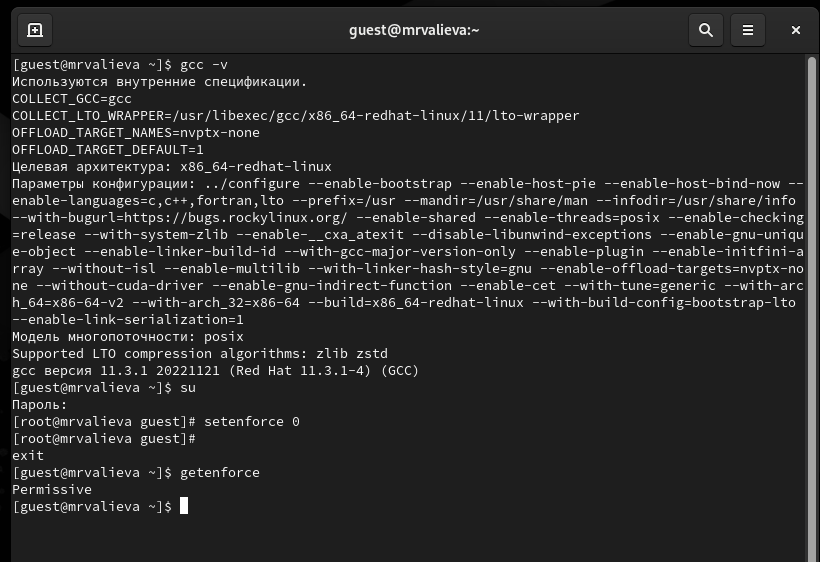 guest@mrvalieva:~
[guest@mrvalieva ~]$ gcc -v
Используются внутренние спецификации.
COLLECT_GCC=gcc
COLLECT_LTO_WRAPPER=/usr/libexec/gcc/x86_64-redhat-linux/11/lto-wrapper
OFFLOAD_TARGET_NAMES=nvptx-none
OFFLOAD_TARGET_DEFAULT=1
Целевая архитектура: x86_64-redhat-linux
Параметры конфигурации: ../configure --enable-bootstrap --enable-host-pie --enable-host-bind-now --
enable-languages=c,c++,fortran,lto --prefix=/usr --mandir=/usr/share/man --infodir=/usr/share/info
--with-bugurl=https://bugs.rockylinux.org/ --enable-shared --enable-threads=posix --enable-checking
=release --with-system-zlib --enable-__cxa_atexit --disable-libunwind-exceptions --enable-gnu-uniqu
e-object --enable-linker-build-id --with-gcc-major-version-only --enable-plugin --enable-initfini-a
rray --without-isl --enable-multilib --with-linker-hash-style=gnu --enable-offload-targets=nvptx-no
ne --without-cuda-driver --enable-gnu-indirect-function --enable-cet --with-tune=generic --with-arc
h_64=x86-64-v2 --with-arch_32=x86-64 --build=x86_64-redhat-linux --with-build-config=bootstrap-lto
--enable-link-serialization=1
Модель многопоточности: posix
Supported LTO compression algorithms: zlib zstd
gcc версия 11.3.1 20221121 (Red Hat 11.3.1-4) (GCC)
[guest@mrvalieva ~]$ su
Пароль:
[root@mrvalieva guest]# setenforce 0
[root@mrvalieva guest]#
exit
[guest@mrvalieva ~]$ getenforce
Permissive
[guest@mrvalieva ~]$